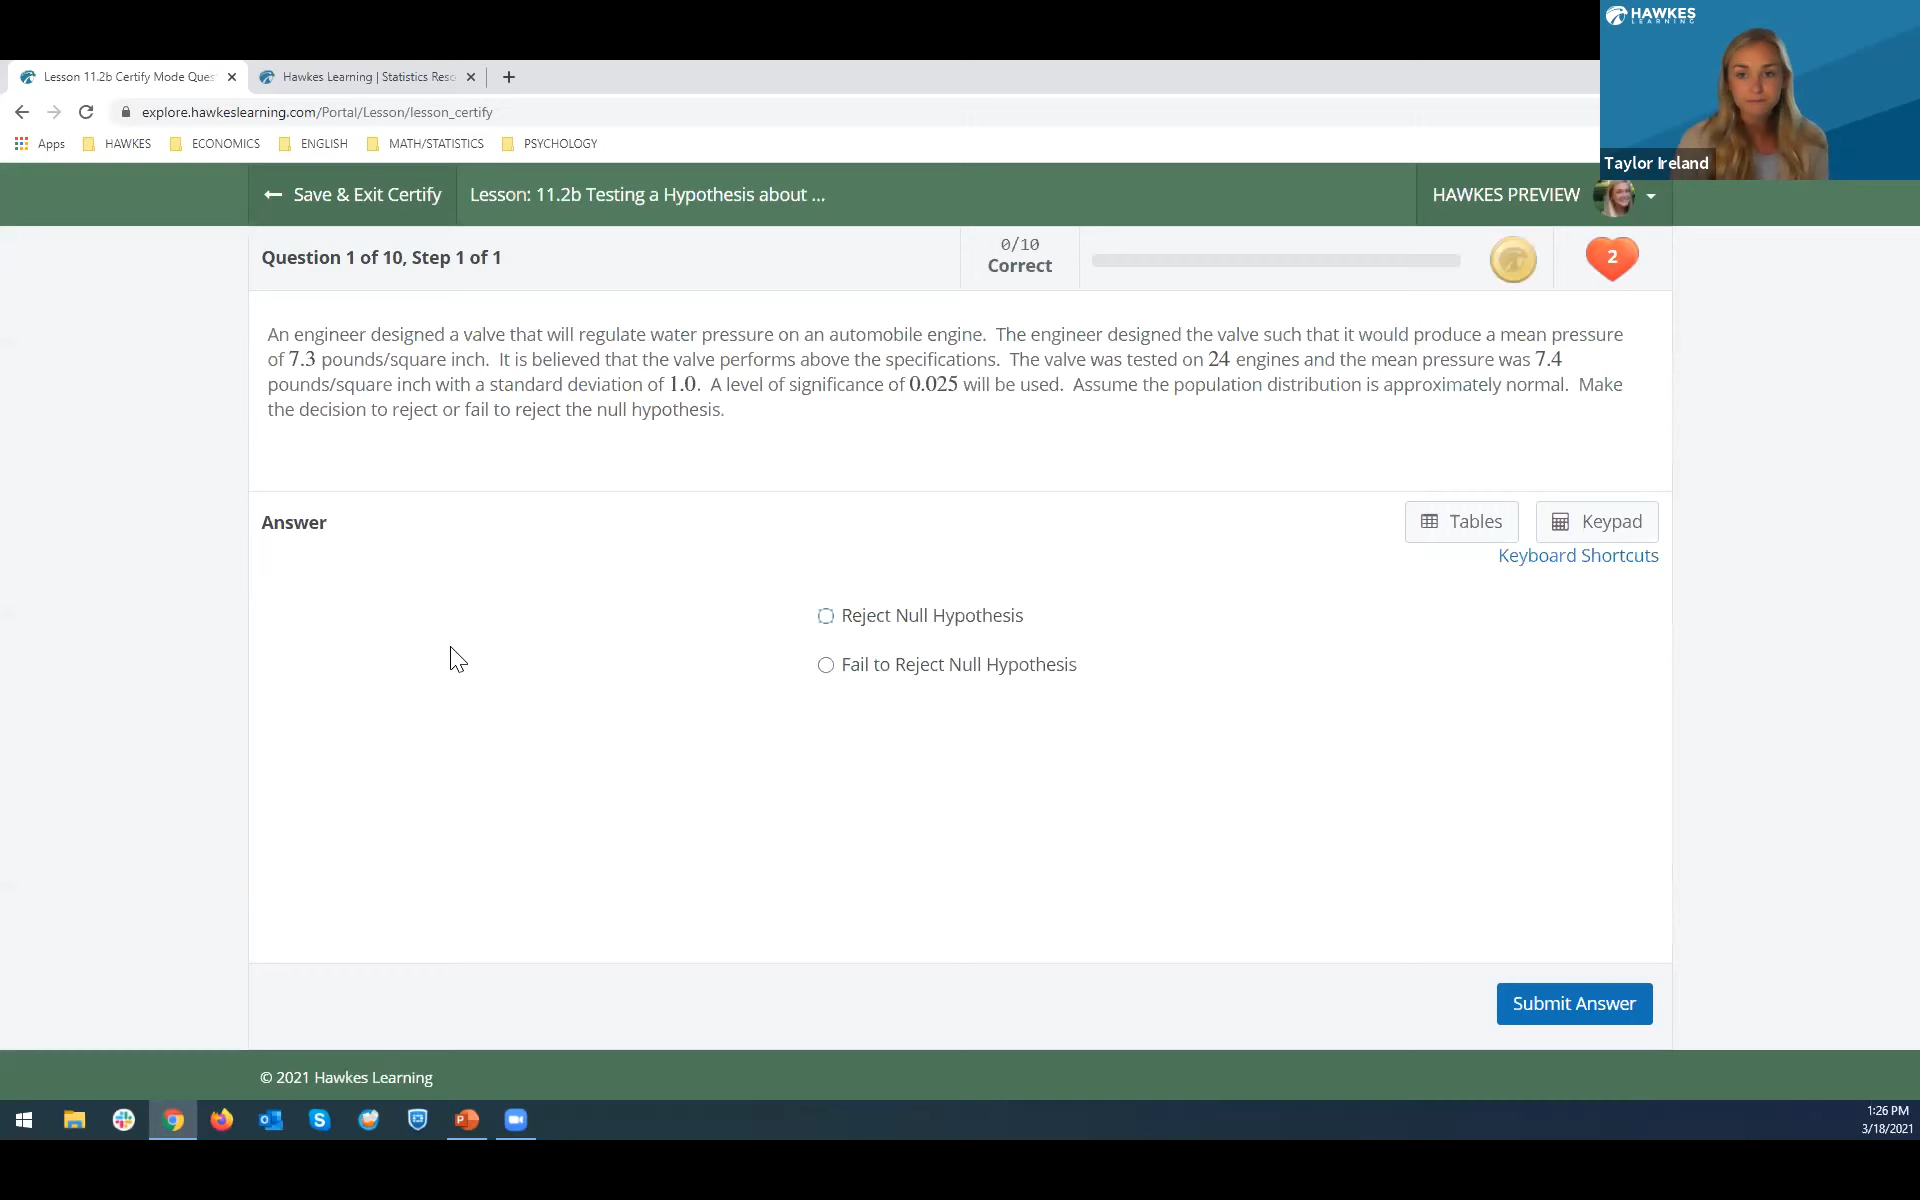 HAWKES
LEARNING
Taylor Ireland
Lesson 11.2b Certify Mode Ques
Hawkes Learning | Statistics Reso
explore.hawkeslearning.com/Portal/Lesson/lesson_certify
Apps HAWKES ECONOMICS ENGLISH MATH/STATISTICS PSYCHOLOGY
← Save & Exit Certify Lesson: 11.2b Testing a Hypothesis about ... HAWKES PREVIEW
Question 1 of 10, Step 1 of 1
0/10
Correct
2
An engineer designed a valve that will regulate water pressure on an automobile engine. The engineer designed the valve such that it would produce a mean pressure
of 7.3 pounds/square inch. It is believed that the valve performs above the specifications. The valve was tested on 24 engines and the mean pressure was 7.4
pounds/square inch with a standard deviation of 1.0. A level of significance of 0.025 will be used. Assume the population distribution is approximately normal. Make
the decision to reject or fail to reject the null hypothesis.
Answer
Tables Keypad
Keyboard Shortcuts
Reject Null Hypothesis
Fail to Reject Null Hypothesis
Submit Answer
© 2021 Hawkes Learning
1:26 PM
3/18/2021